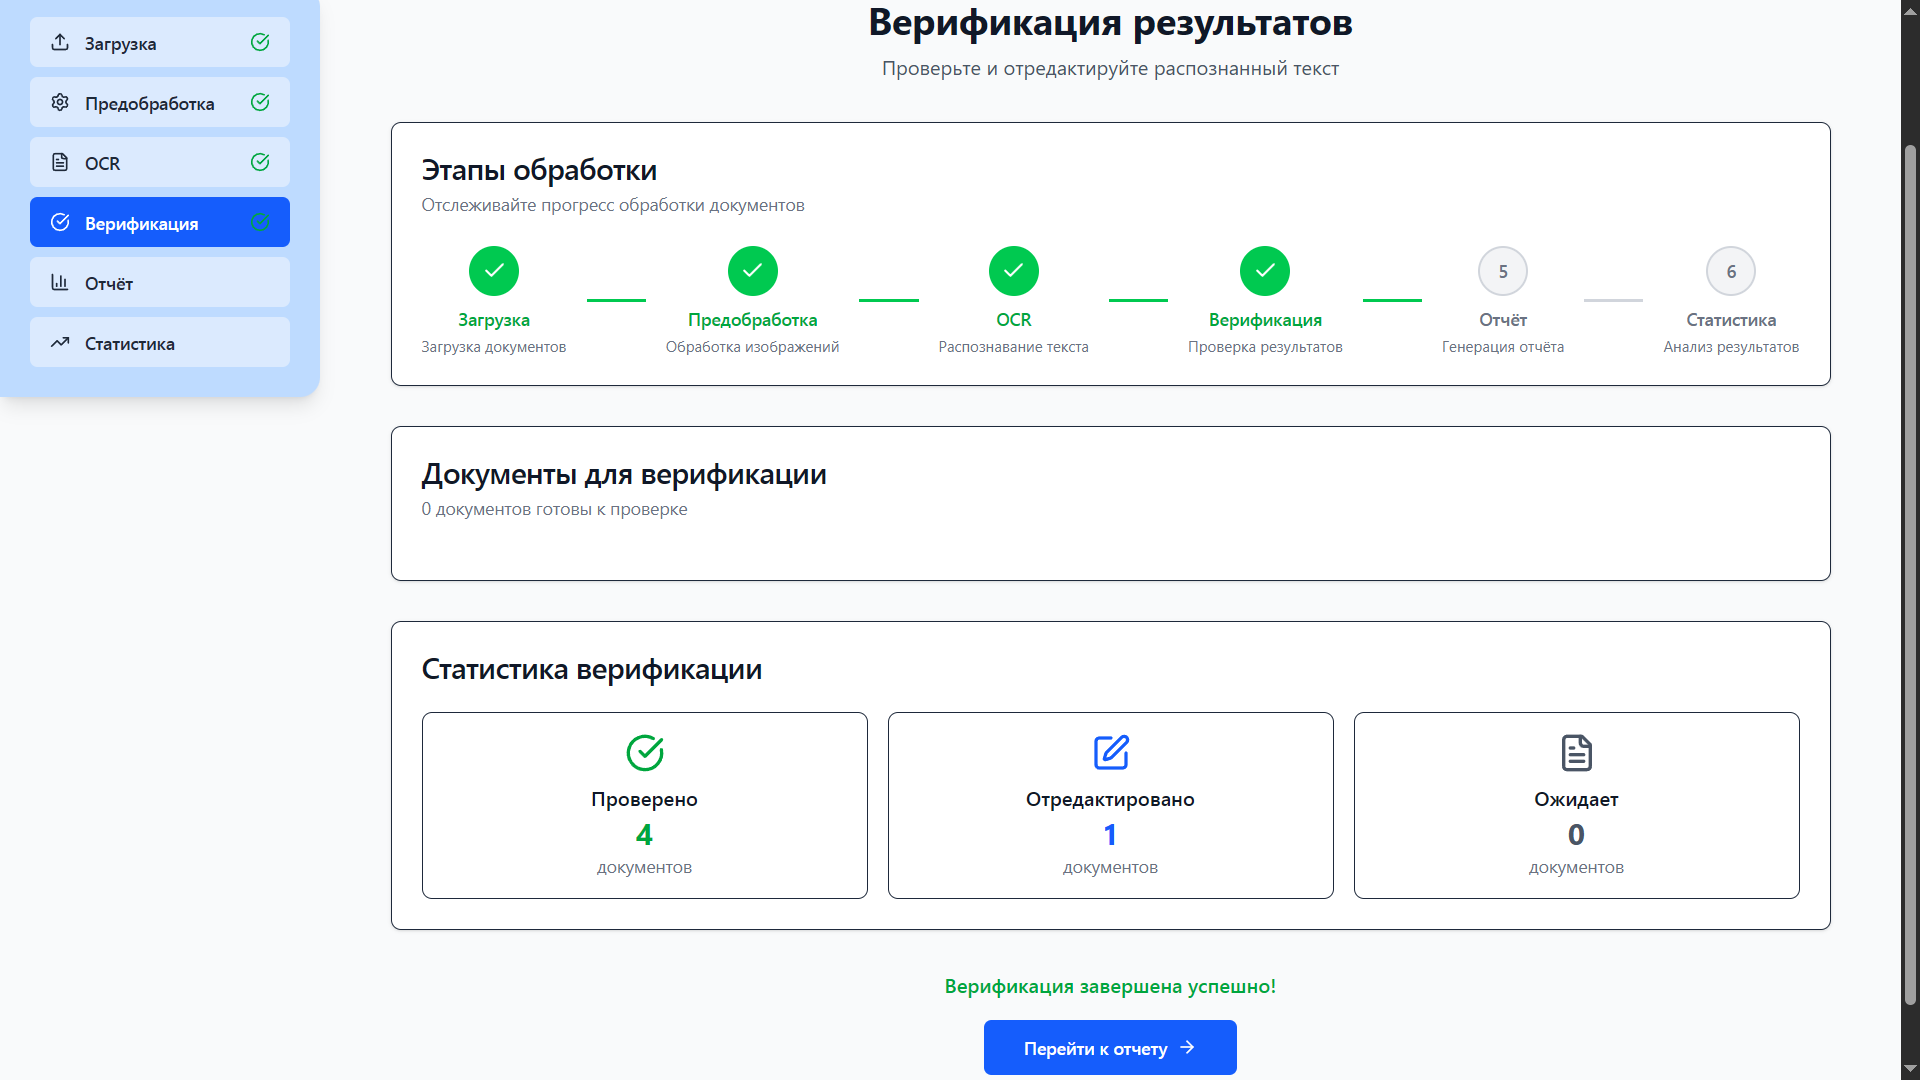 Загрузка
Предобработка
OCR
Верификация
Отчёт
Статистика
Верификация результатов
Проверьте и отредактируйте распознанный текст
Этапы обработки
Отслеживайте прогресс обработки документов
5
6
Загрузка
Предобработка
OCR
Верификация
Отчёт
Статистика
Загрузка документов
Обработка изображений
Распознавание текста
Проверка результатов
Генерация отчёта
Анализ результатов
Документы для верификации
0 документов готовы к проверке
Статистика верификации
Проверено
4
документов
Отредактировано
1
документов
Ожидает
0
документов
Верификация завершена успешно!
Перейти к отчету